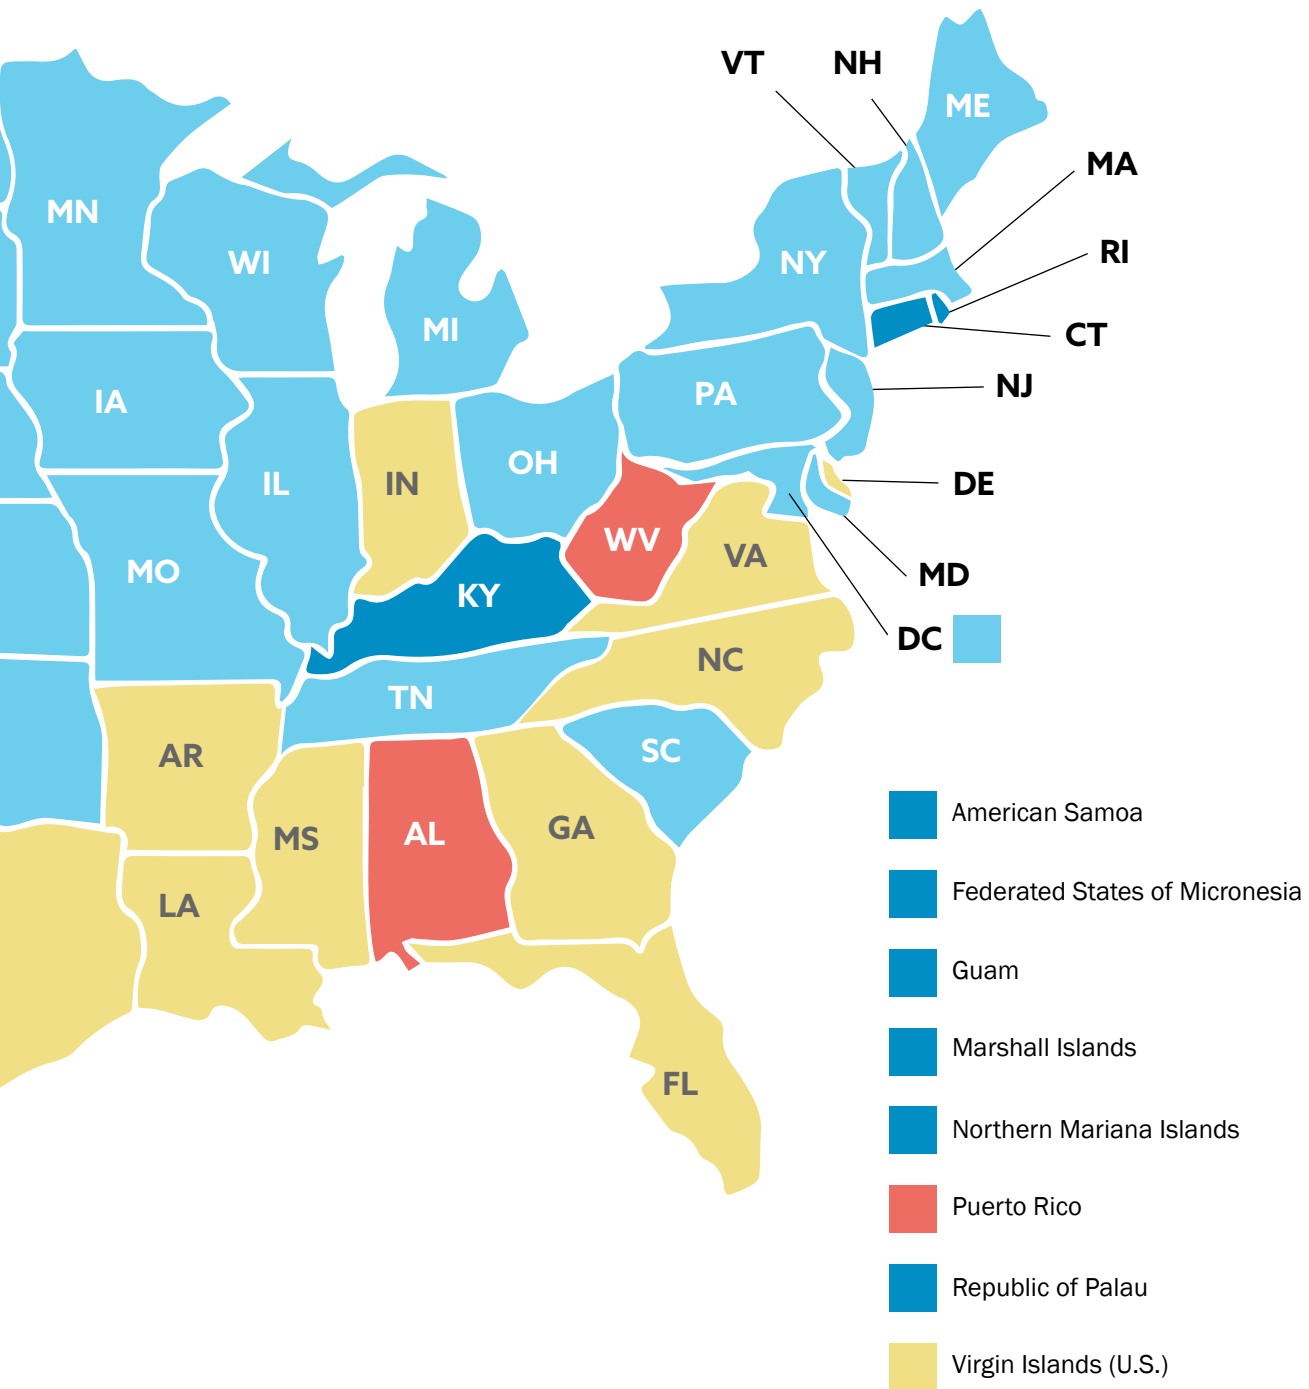 VT
NH
ME
MA
MN
RI
WI
NY
MI
CT
NJ
PA
IA
OH
IL
IN
DE
WV
VA
MO
MD
KY
DC
NC
TN
SC
AR
American Samoa
GA
AL
MS
Federated States of Micronesia
LA
Guam
Marshall Islands
FL
Northern Mariana Islands
Puerto Rico
Republic of Palau
Virgin Islands (U.S.)